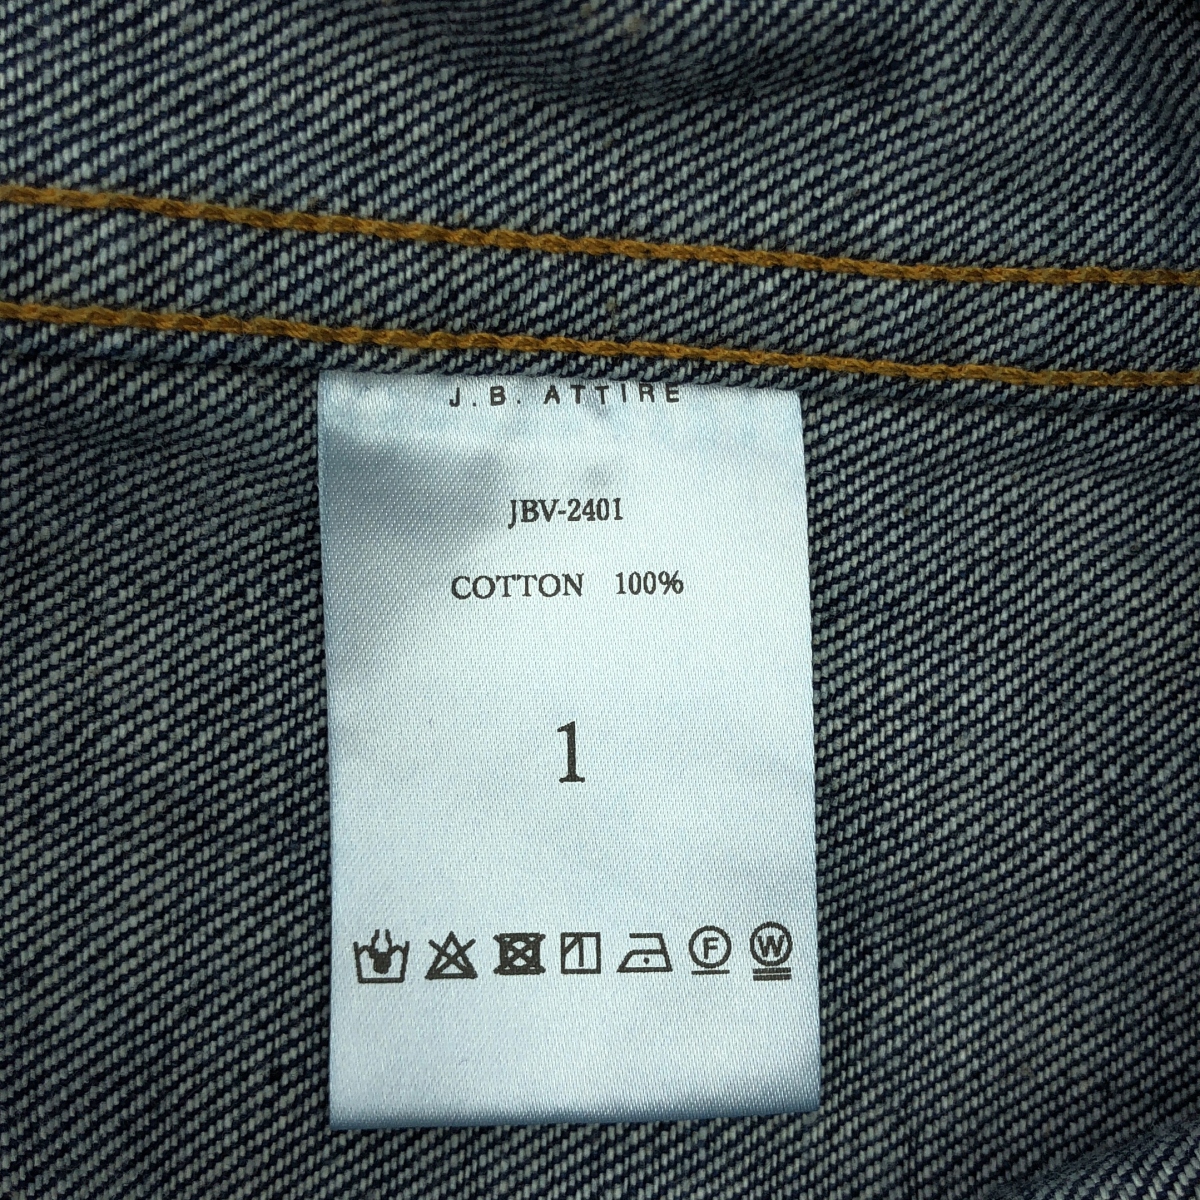 J.B. ATTIRE
JBV-2401
COTTON 100%
1
F W